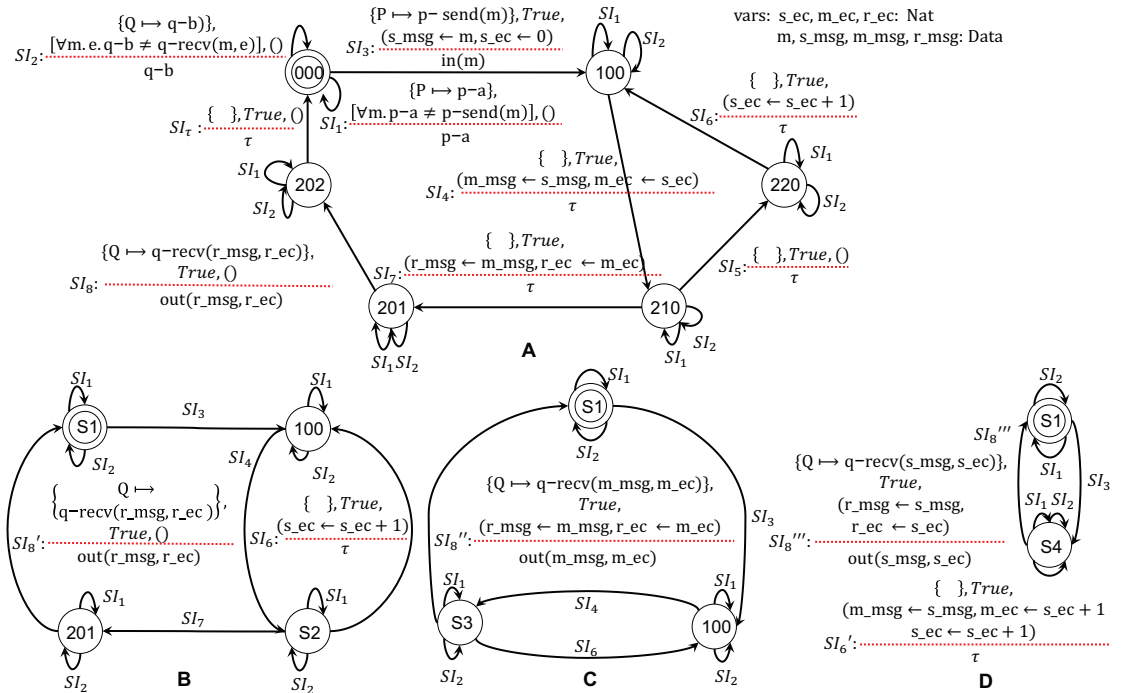 {Q ↦ q−b)},
SI₂: [∀m.e.q−b ≠ q−recv(m,e)],()
q−b
000
{P ↦ p− send(m)},True,
SI₃: (s_msg ← m, s_ec ← 0)
in(m)
SI₁
SI₂
100
vars: s_ec, m_ec, r_ec: Nat
m, s_msg, m_msg, r_msg: Data
{P ↦ p−a},
SI₁: [∀m.p−a ≠ p−send(m)],()
p−a
SIτ: { },True,()
τ
{ },True,
SI₆: (s_ec ← s_ec + 1)
τ
SI₁
SI₂
202
{ },True,
SI₄: (m_msg ← s_msg, m_ec ← s_ec)
τ
SI₁
SI₂
220
{Q ↦ q−recv(r_msg, r_ec)},
True,()
SI₈:
out(r_msg, r_ec)
{ },True,
SI₇: (r_msg ← m_msg, r_ec ← m_ec)
τ
SI₅: { },True,()
τ
201
SI₁SI₂
210
SI₁
SI₂
A
SI₁
S1
SI₂
SI₃
SI₁
100
SI₂
SI₄
Q ↦
{q−recv(r_msg, r_ec )},
True,()
SI₈′:
out(r_msg, r_ec)
{ },True,
SI₆: (s_ec ← s_ec + 1)
τ
SI₁
201
SI₂
SI₇
SI₁
S2
SI₂
B
SI₁
S1
SI₂
{Q ↦ q−recv(m_msg, m_ec)},
True,
(r_msg ← m_msg, r_ec ← m_ec)
SI₈′′:
out(m_msg, m_ec)
SI₃
SI₁
S3
SI₂
SI₄
SI₆
SI₁
100
SI₂
C
SI₂
S1
SI₁
SI₈′′′
SI₃
{Q ↦ q−recv(s_msg, s_ec)},
True,
(r_msg ← s_msg,
r_ec ← s_ec)
SI₈′′′:
out(s_msg, s_ec)
SI₁ SI₂
S4
{ },True,
(m_msg ← s_msg, m_ec ← s_ec + 1
s_ec ← s_ec + 1)
SI₆′:
τ
D